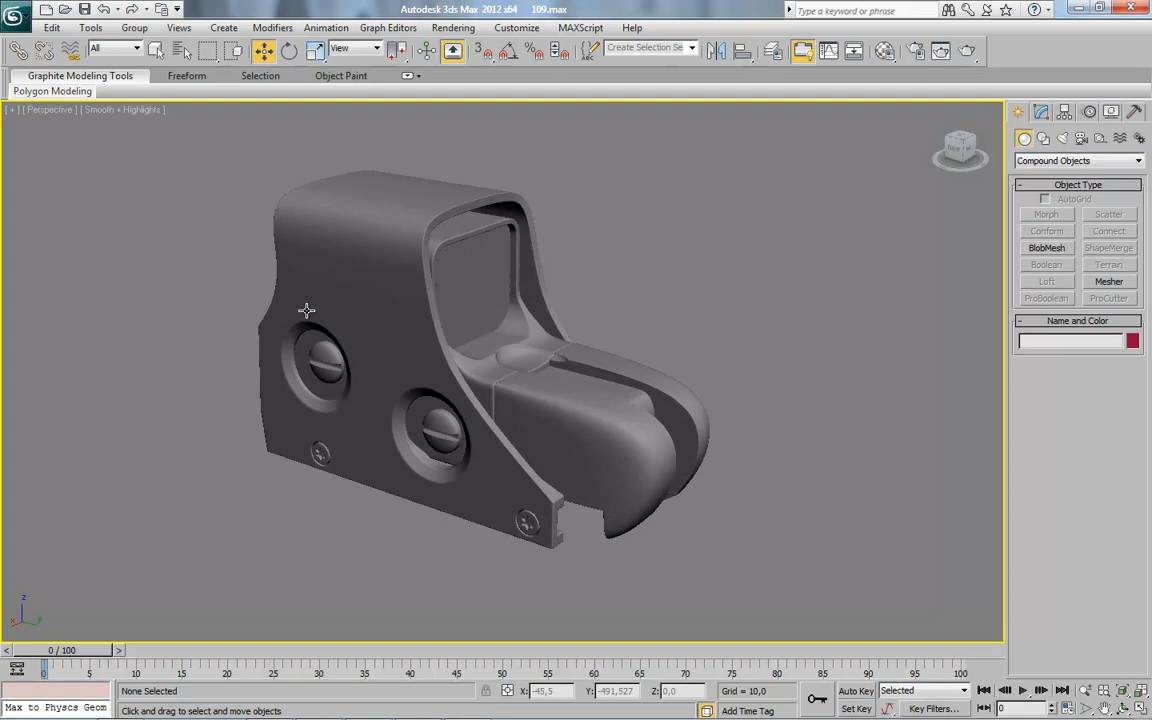 Autodesk 3ds Max 2012 x64    109.max
Type a keyword or phrase
Edit Tools Group Views Create Modifiers Animation Graph Editors Rendering Customize MAXScript Help
All View Create Selection Se
Graphite Modeling Tools Freeform Selection Object Paint
Polygon Modeling
[ + ] [ Perspective ] [ Smooth + Highlights ]
Compound Objects
- Object Type
AutoGrid
Morph Scatter
Conform Connect
BlobMesh ShapeMerge
Boolean Terrain
Loft Mesher
ProBoolean ProCutter
- Name and Color
z
x y
< 0 / 100 >
0 5 10 15 20 25 30 35 40 45 50 55 60 65 70 75 80 85 90 95 100
None Selected X: -45,5 Y: -491,527 Z: 0,0 Grid = 10,0 Auto Key Selected
Max to Physcs Geom Click and drag to select and move objects Add Time Tag Set Key Key Filters... 0